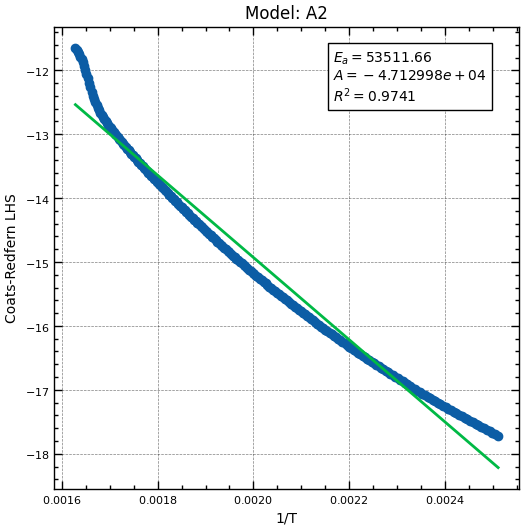 Model: A2
E_a = 53511.66
A = −4.712998e + 04
R² = 0.9741
Coats-Redfern LHS
−12
−13
−14
−15
−16
−17
−18
0.0016 0.0018 0.0020 0.0022 0.0024
1/T